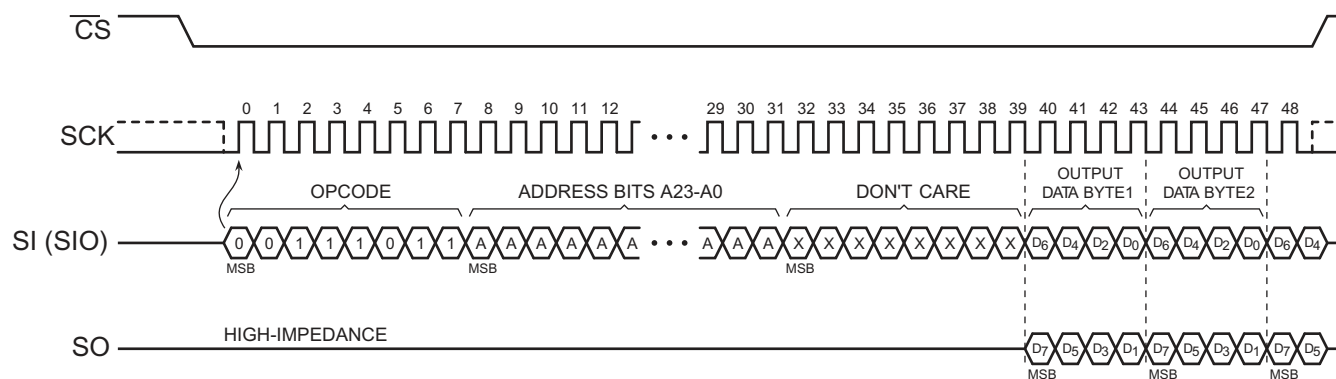 CS
0 1 2 3 4 5 6 7 8 9 10 11 12 29 30 31 32 33 34 35 36 37 38 39 40 41 42 43 44 45 46 47 48
SCK • • •
OPCODE ADDRESS BITS A23-A0 DON'T CARE OUTPUT DATA BYTE1 OUTPUT DATA BYTE2
SI (SIO) 0 0 1 1 1 0 1 1 A A A A A A • • • A A A X X X X X X X X D6 D4 D2 D0 D6 D4 D2 D0 D6 D4
MSB MSB MSB
HIGH-IMPEDANCE
SO D7 D5 D3 D1 D7 D5 D3 D1 D7 D5
MSB MSB MSB